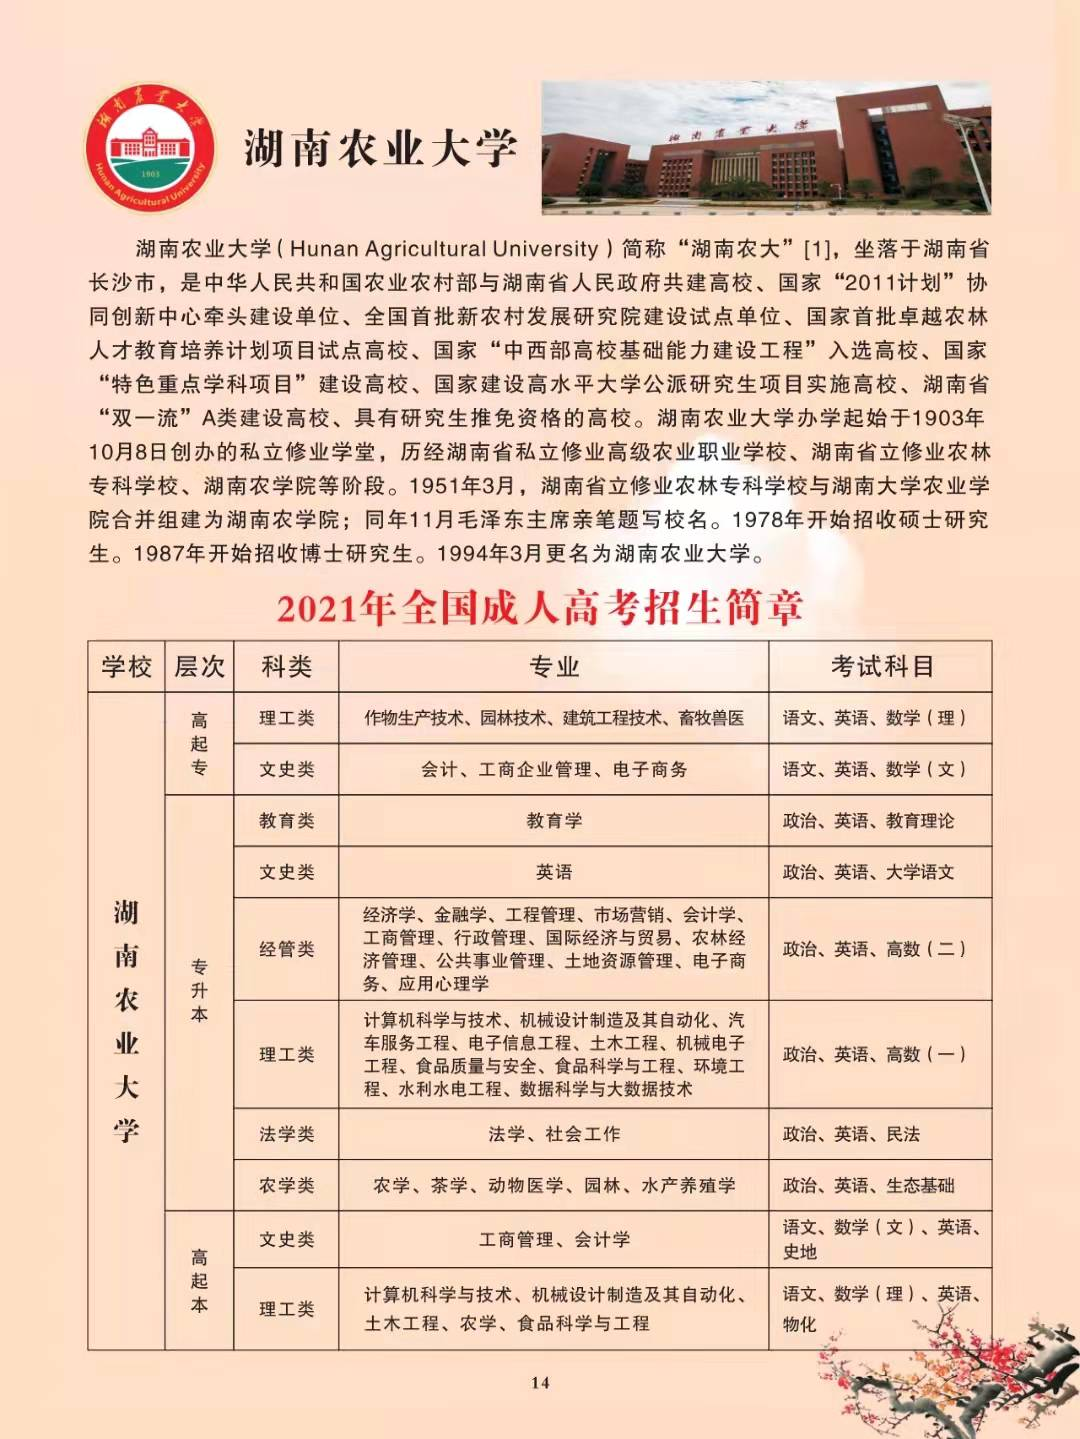 湖南農業大學
1903
Hunan Agricultural University
湖南农业大学
湖南農業大學
湖南农业大学（Hunan Agricultural University）简称“湖南农大”[1]，坐落于湖南省
长沙市，是中华人民共和国农业农村部与湖南省人民政府共建高校、国家“2011计划”协
同创新中心牵头建设单位、全国首批新农村发展研究院建设试点单位、国家首批卓越农林
人才教育培养计划项目试点高校、国家“中西部高校基础能力建设工程”入选高校、国家
“特色重点学科项目”建设高校、国家建设高水平大学公派研究生项目实施高校、湖南省
“双一流”A类建设高校、具有研究生推免资格的高校。湖南农业大学办学起始于1903年
10月8日创办的私立修业学堂，历经湖南省私立修业高级农业职业学校、湖南省立修业农林
专科学校、湖南农学院等阶段。1951年3月，湖南省立修业农林专科学校与湖南大学农业学
院合并组建为湖南农学院；同年11月毛泽东主席亲笔题写校名。1978年开始招收硕士研究
生。1987年开始招收博士研究生。1994年3月更名为湖南农业大学。
2021年全国成人高考招生简章
学校 层次 科类 专业 考试科目
湖南农业大学
高起专
理工类 作物生产技术、园林技术、建筑工程技术、畜牧兽医 语文、英语、数学（理）
文史类 会计、工商企业管理、电子商务 语文、英语、数学（文）
专升本
教育类 教育学 政治、英语、教育理论
文史类 英语 政治、英语、大学语文
经管类
经济学、金融学、工程管理、市场营销、会计学、
工商管理、行政管理、国际经济与贸易、农林经
济管理、公共事业管理、土地资源管理、电子商
务、应用心理学
政治、英语、高数（二）
理工类
计算机科学与技术、机械设计制造及其自动化、汽
车服务工程、电子信息工程、土木工程、机械电子
工程、食品质量与安全、食品科学与工程、环境工
程、水利水电工程、数据科学与大数据技术
政治、英语、高数（一）
法学类 法学、社会工作 政治、英语、民法
农学类 农学、茶学、动物医学、园林、水产养殖学 政治、英语、生态基础
高起本
文史类 工商管理、会计学
语文、数学（文）、英语、
史地
理工类
计算机科学与技术、机械设计制造及其自动化、
土木工程、农学、食品科学与工程
语文、数学（理）、英语、
物化
14